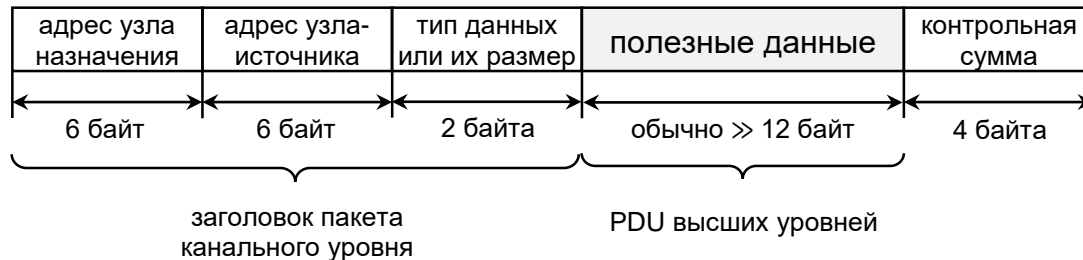 адрес узла
назначения
адрес узла-
источника
тип данных
или их размер
полезные данные
контрольная
сумма
6 байт
6 байт
2 байта
обычно ≫ 12 байт
4 байта
заголовок пакета
канального уровня
PDU высших уровней